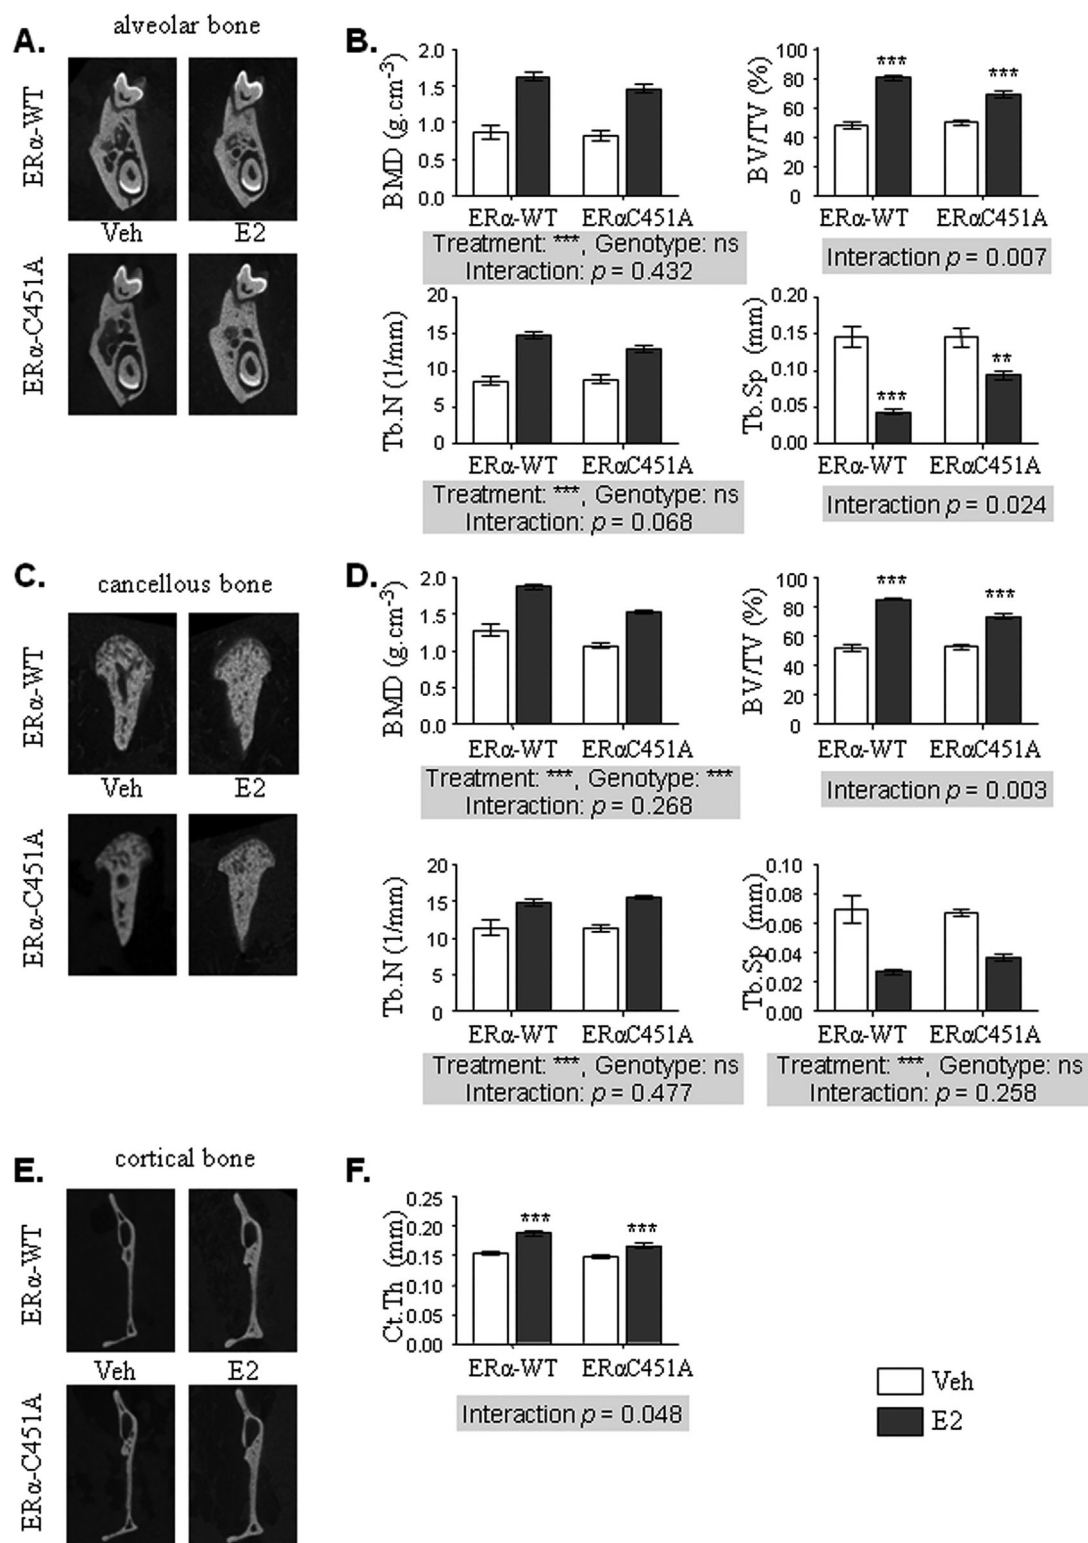 A.
alveolar bone
ERα-WT
Veh
E2
ERα-C451A
B.
BMD (g.cm-3)
2.0
1.5
1.0
0.5
0.0
ERα-WT
ERαC451A
Treatment: ***, Genotype: ns
Interaction: p = 0.432
BV/TV (%)
100
80
60
40
20
0
***
***
ERα-WT
ERαC451A
Interaction p = 0.007
Tb.N (1/mm)
20
15
10
5
0
ERα-WT
ERαC451A
Treatment: ***, Genotype: ns
Interaction: p = 0.068
Tb.Sp (mm)
0.20
0.15
0.10
0.05
0.00
***
**
ERα-WT
ERαC451A
Interaction p = 0.024
C.
cancellous bone
ERα-WT
Veh
E2
ERα-C451A
D.
BMD (g.cm-3)
2.0
1.5
1.0
0.5
0.0
ERα-WT
ERαC451A
Treatment: ***, Genotype: ***
Interaction: p = 0.268
BV/TV (%)
100
80
60
40
20
0
***
***
ERα-WT
ERαC451A
Interaction p = 0.003
Tb.N (1/mm)
20
15
10
5
0
ERα-WT
ERαC451A
Treatment: ***, Genotype: ns
Interaction: p = 0.477
Tb.Sp (mm)
0.10
0.08
0.06
0.04
0.02
0.00
ERα-WT
ERαC451A
Treatment: ***, Genotype: ns
Interaction: p = 0.258
E.
cortical bone
ERα-WT
Veh
E2
ERα-C451A
F.
Ct.Th (mm)
0.25
0.20
0.15
0.10
0.05
0.00
***
***
ERα-WT
ERαC451A
Interaction p = 0.048
Veh
E2